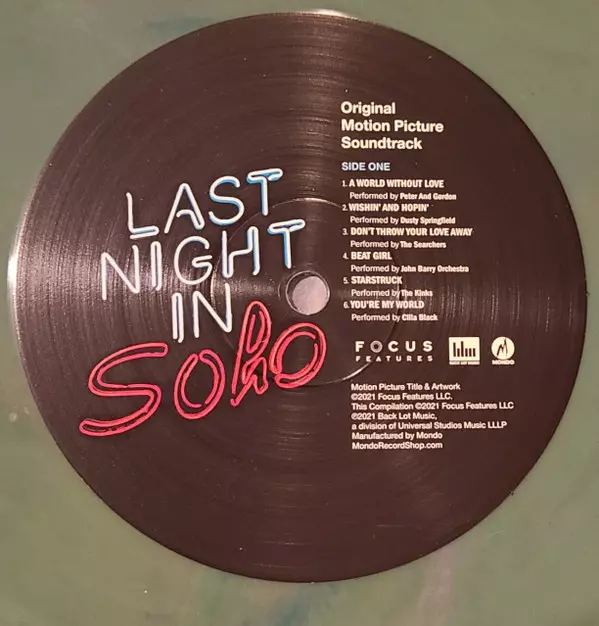 LAST
NIGHT
IN
Soho
Original
Motion Picture
Soundtrack
SIDE ONE
1. A WORLD WITHOUT LOVE
Performed by Peter And Gordon
2. WISHIN' AND HOPIN'
Performed by Dusty Springfield
3. DON'T THROW YOUR LOVE AWAY
Performed by The Searchers
4. BEAT GIRL
Performed by John Barry Orchestra
5. STARSTRUCK
Performed by The Kinks
6. YOU'RE MY WORLD
Performed by Cilla Black
FOCUS
FEATURES
BACK LOT MUSIC
MONDO
Motion Picture Title & Artwork
©2021 Focus Features LLC.
This Compilation ©2021 Focus Features LLC
℗2021 Back Lot Music,
a division of Universal Studios Music LLLP
Manufactured by Mondo
MondoRecordShop.com